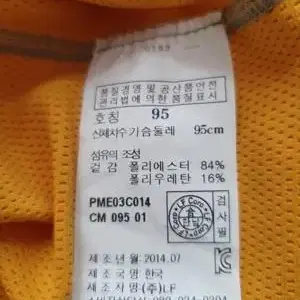 0183
품질경영 및 공산품안전
관리법에 의한 품질표시
호칭 95
신체치수 가슴둘레 95cm
섬유의 조성
겉감 폴리에스터 84%
폴리우레탄 16%
PME03C014
CM 095 01
LF Corp.
검사필
제조년월 2014.07
제조국명 한국
제조자명 (주)LF